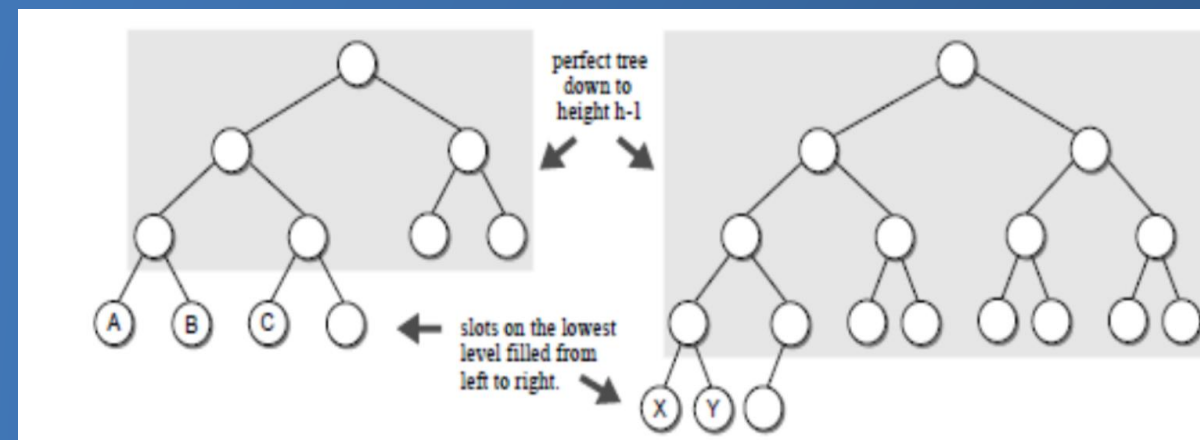 perfect tree
down to
height h-1
A
B
C
slots on the lowest
level filled from
left to right.
X
Y